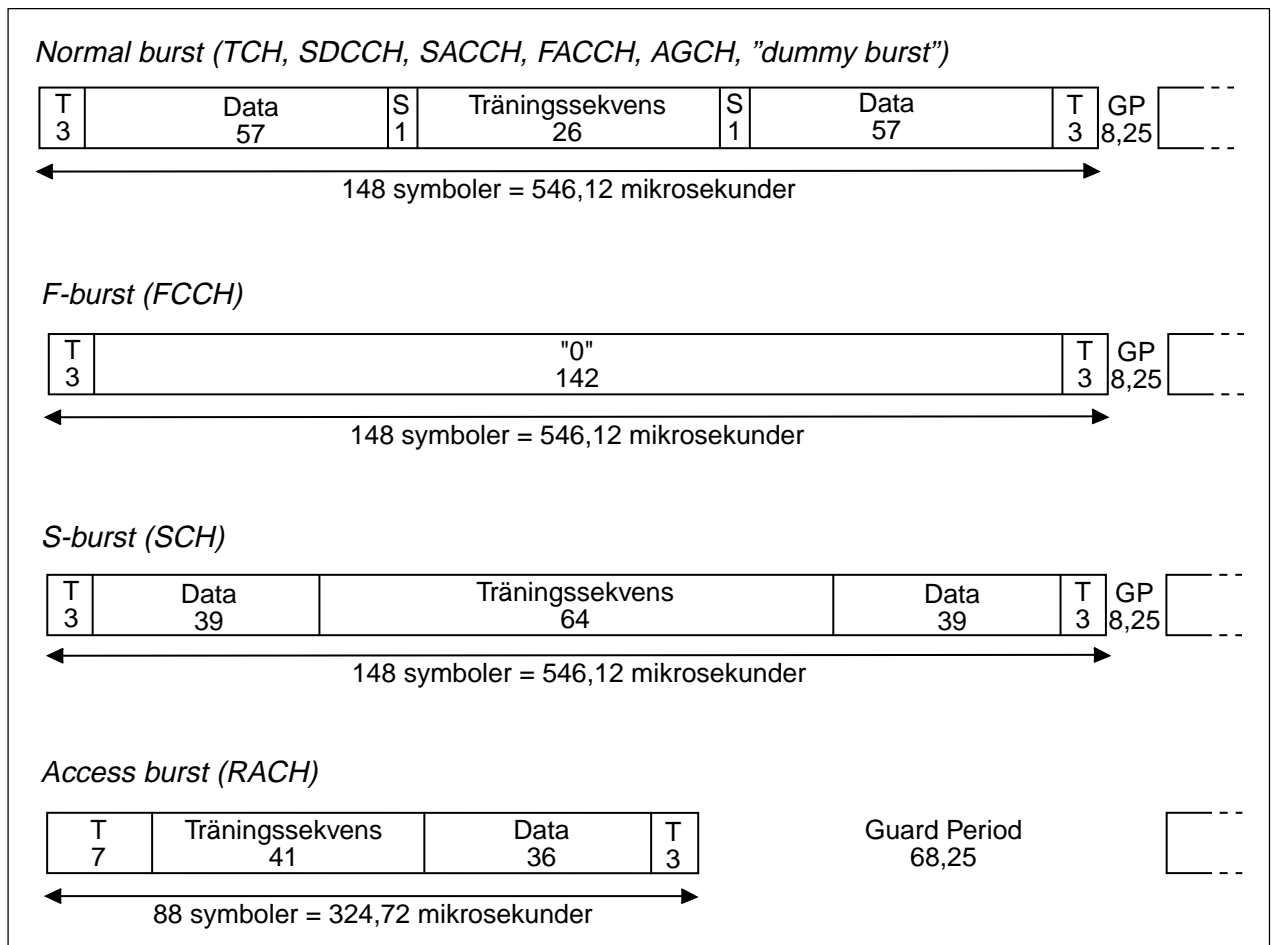 Normal burst (TCH, SDCCH, SACCH, FACCH, AGCH, ”dummy burst”)
T Data S Träningssekvens S Data T GP
3 57 1 26 1 57 3 8,25
148 symboler = 546,12 mikrosekunder
F-burst (FCCH)
T "0" T GP
3 142 3 8,25
148 symboler = 546,12 mikrosekunder
S-burst (SCH)
T Data Träningssekvens Data T GP
3 39 64 39 3 8,25
148 symboler = 546,12 mikrosekunder
Access burst (RACH)
T Träningssekvens Data T Guard Period
7 41 36 3 68,25
88 symboler = 324,72 mikrosekunder